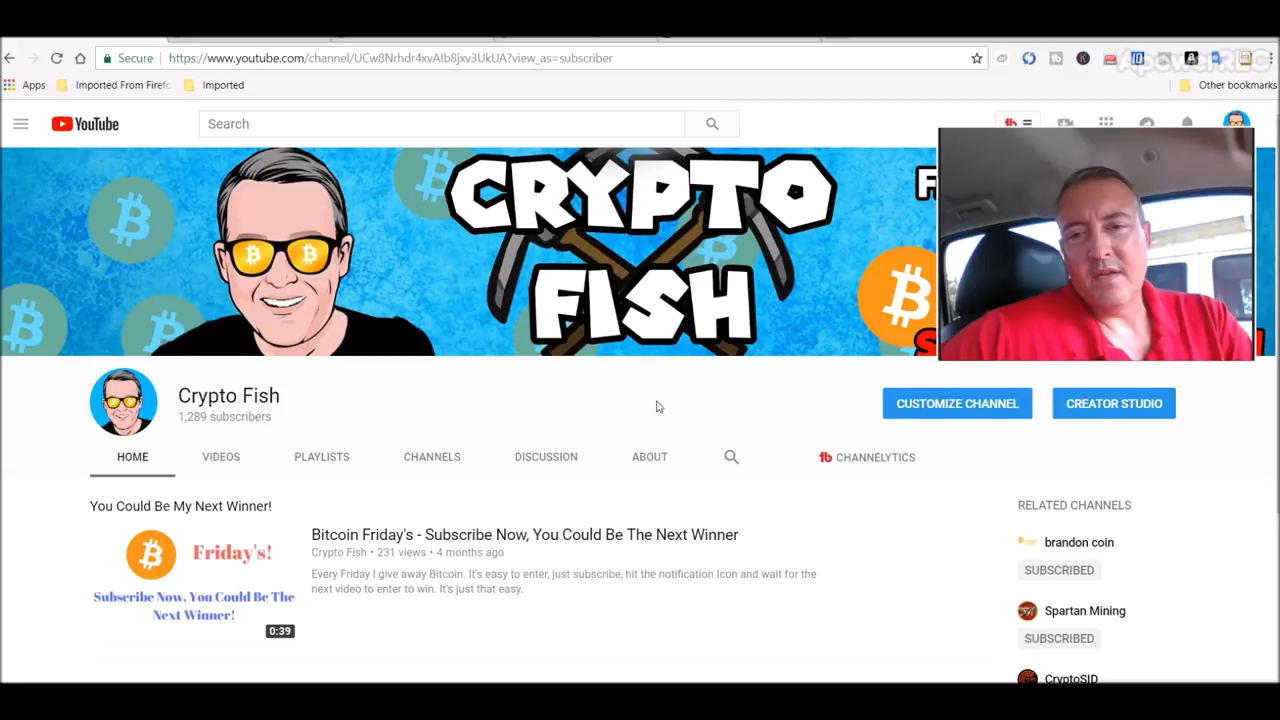 ApowerREC
Secure https://www.youtube.com/channel/UCw8Nrhdr4xvAIb8jxv3UkUA?view_as=subscriber
Apps Imported From Firefo Imported Other bookmarks
YouTube Search
CRYPTO
FISH
Crypto Fish
1,289 subscribers
CUSTOMIZE CHANNEL CREATOR STUDIO
HOME VIDEOS PLAYLISTS CHANNELS DISCUSSION ABOUT CHANNELYTICS
You Could Be My Next Winner!
Friday's!
Subscribe Now, You Could Be The
Next Winner!
0:39
Bitcoin Friday's - Subscribe Now, You Could Be The Next Winner
Crypto Fish • 231 views • 4 months ago
Every Friday I give away Bitcoin. It's easy to enter, just subscribe, hit the notification Icon and wait for the
next video to enter to win. It's just that easy.
RELATED CHANNELS
brandon coin
SUBSCRIBED
Spartan Mining
SUBSCRIBED
CryptoSID